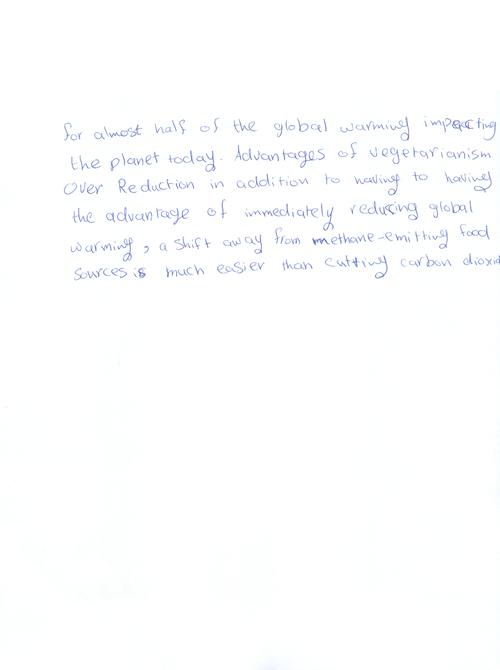 for almost half of the global warming impacting
the planet today. Advantages of vegetarianism
Over Reduction in addition to having to having
the advantage of immediately reducing global
warming, a shift away from methane-emitting food
sources is much easier than cutting carbon dioxid